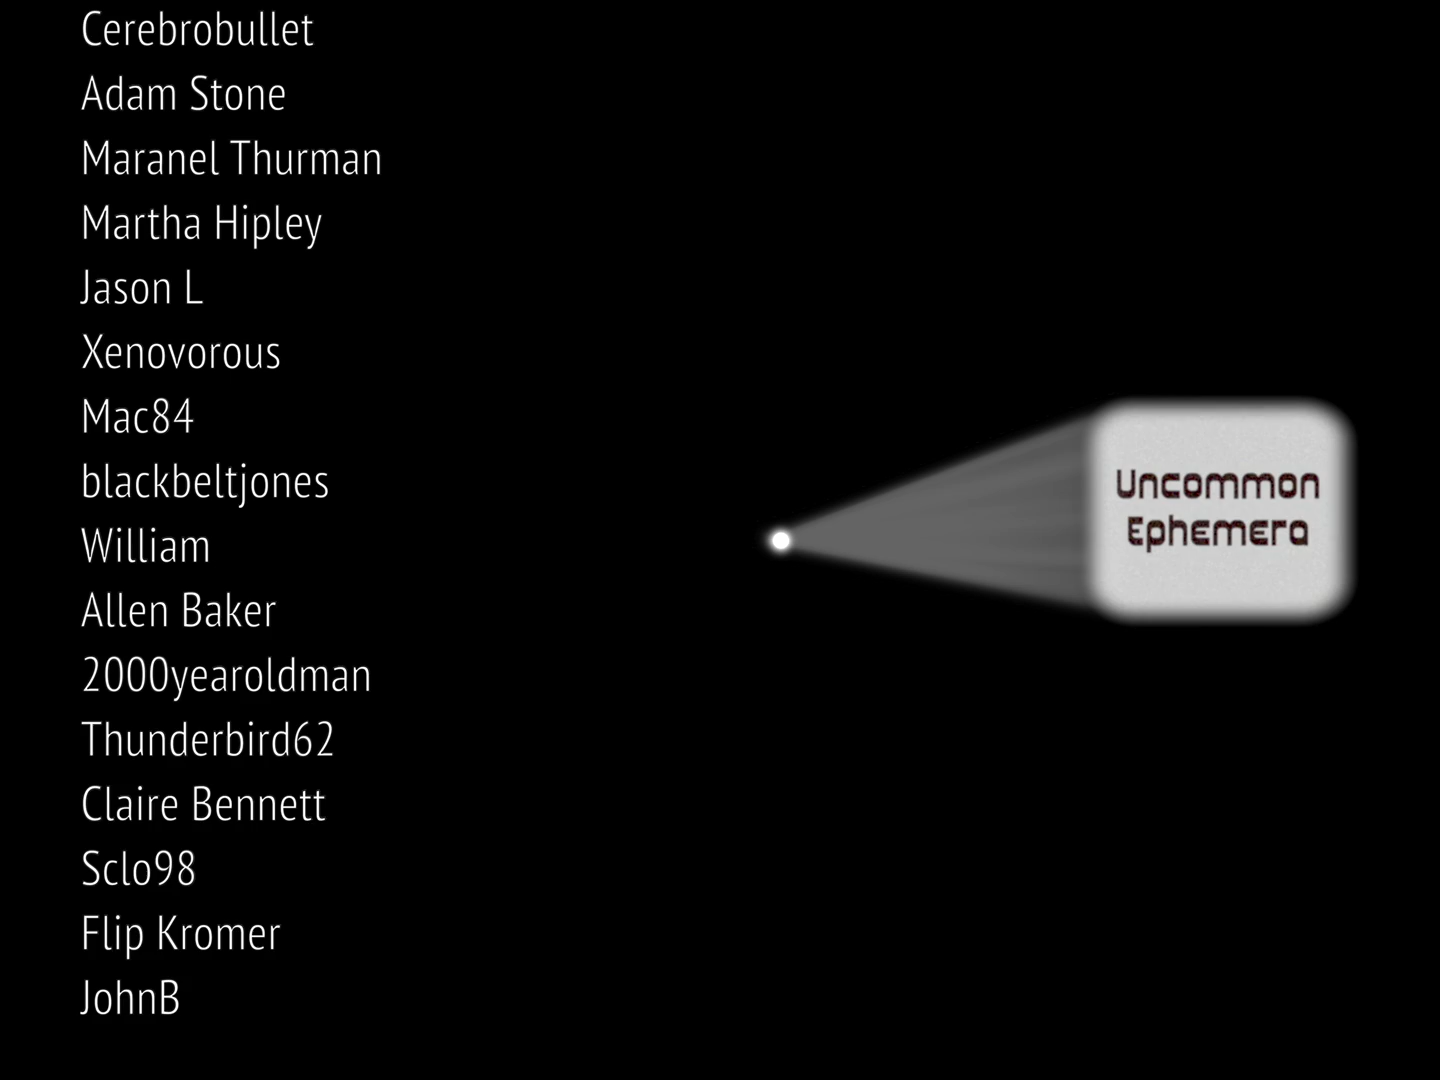 Cerebrobullet
Adam Stone
Maranel Thurman
Martha Hipley
Jason L
Xenovorous
Mac84
blackbeltjones
William
Allen Baker
2000yearoldman
Thunderbird62
Claire Bennett
Sclo98
Flip Kromer
JohnB
Uncommon
Ephemera